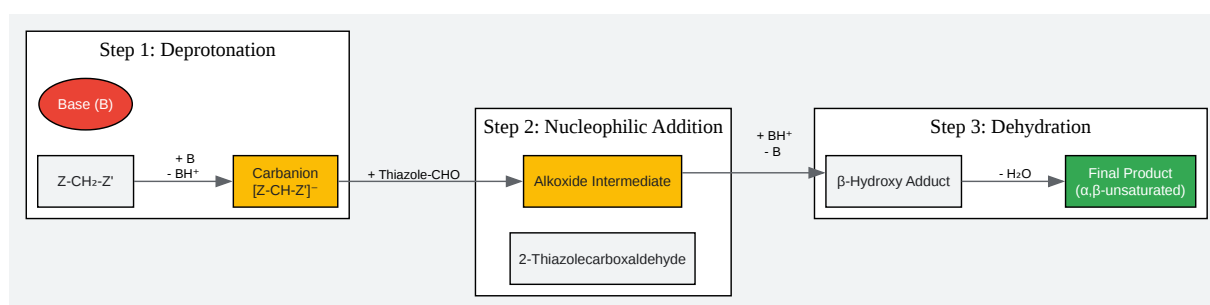 Step 1: Deprotonation
Base (B)
Z-CH₂-Z'
+ B
- BH⁺
Carbanion
[Z-CH-Z']⁻
+ Thiazole-CHO
Step 2: Nucleophilic Addition
Alkoxide Intermediate
2-Thiazolecarboxaldehyde
+ BH⁺
- B
Step 3: Dehydration
β-Hydroxy Adduct
- H₂O
Final Product
(α,β-unsaturated)